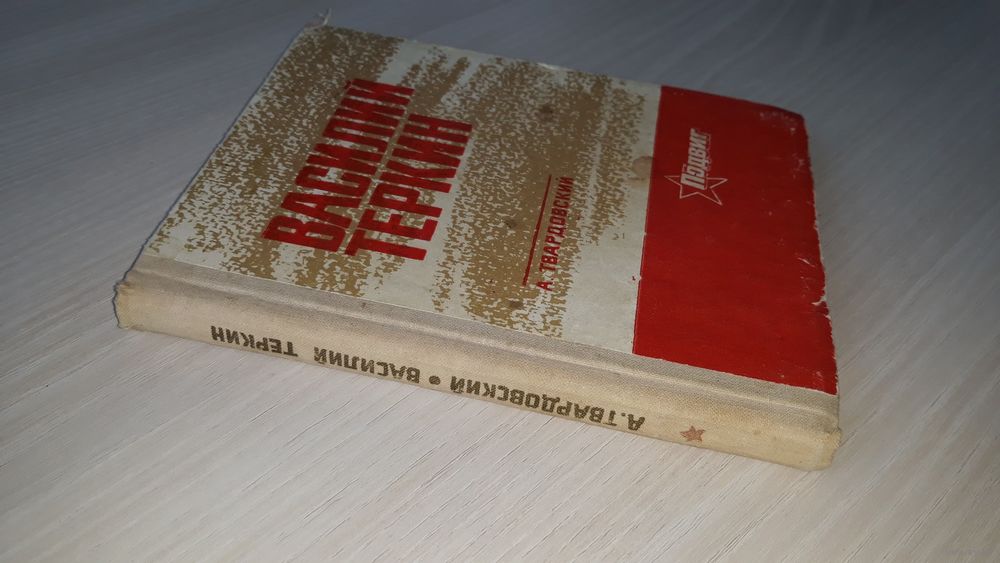 ВАСИЛИЙ
ТЕРКИН
А ТВАРДОВСКИЙ
Подвиг
А.ТВАРДОВСКИЙ • ВАСИЛИЙ ТЕРКИН